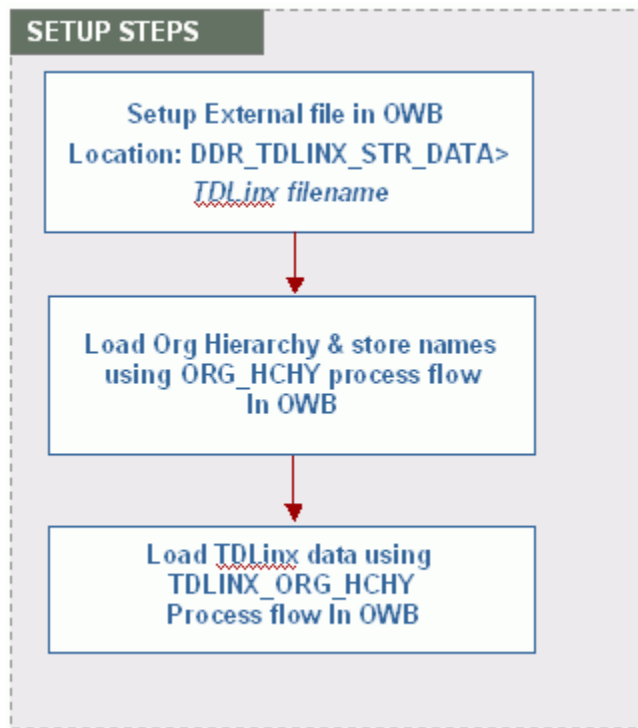 SETUP STEPS
Setup External file in OWB
Location: DDR_TDLINX_STR_DATA>
TDLinx filename
Load Org Hierarchy & store names
using ORG_HCHY process flow
In OWB
Load TDLinx data using
TDLINX_ORG_HCHY
Process flow In OWB